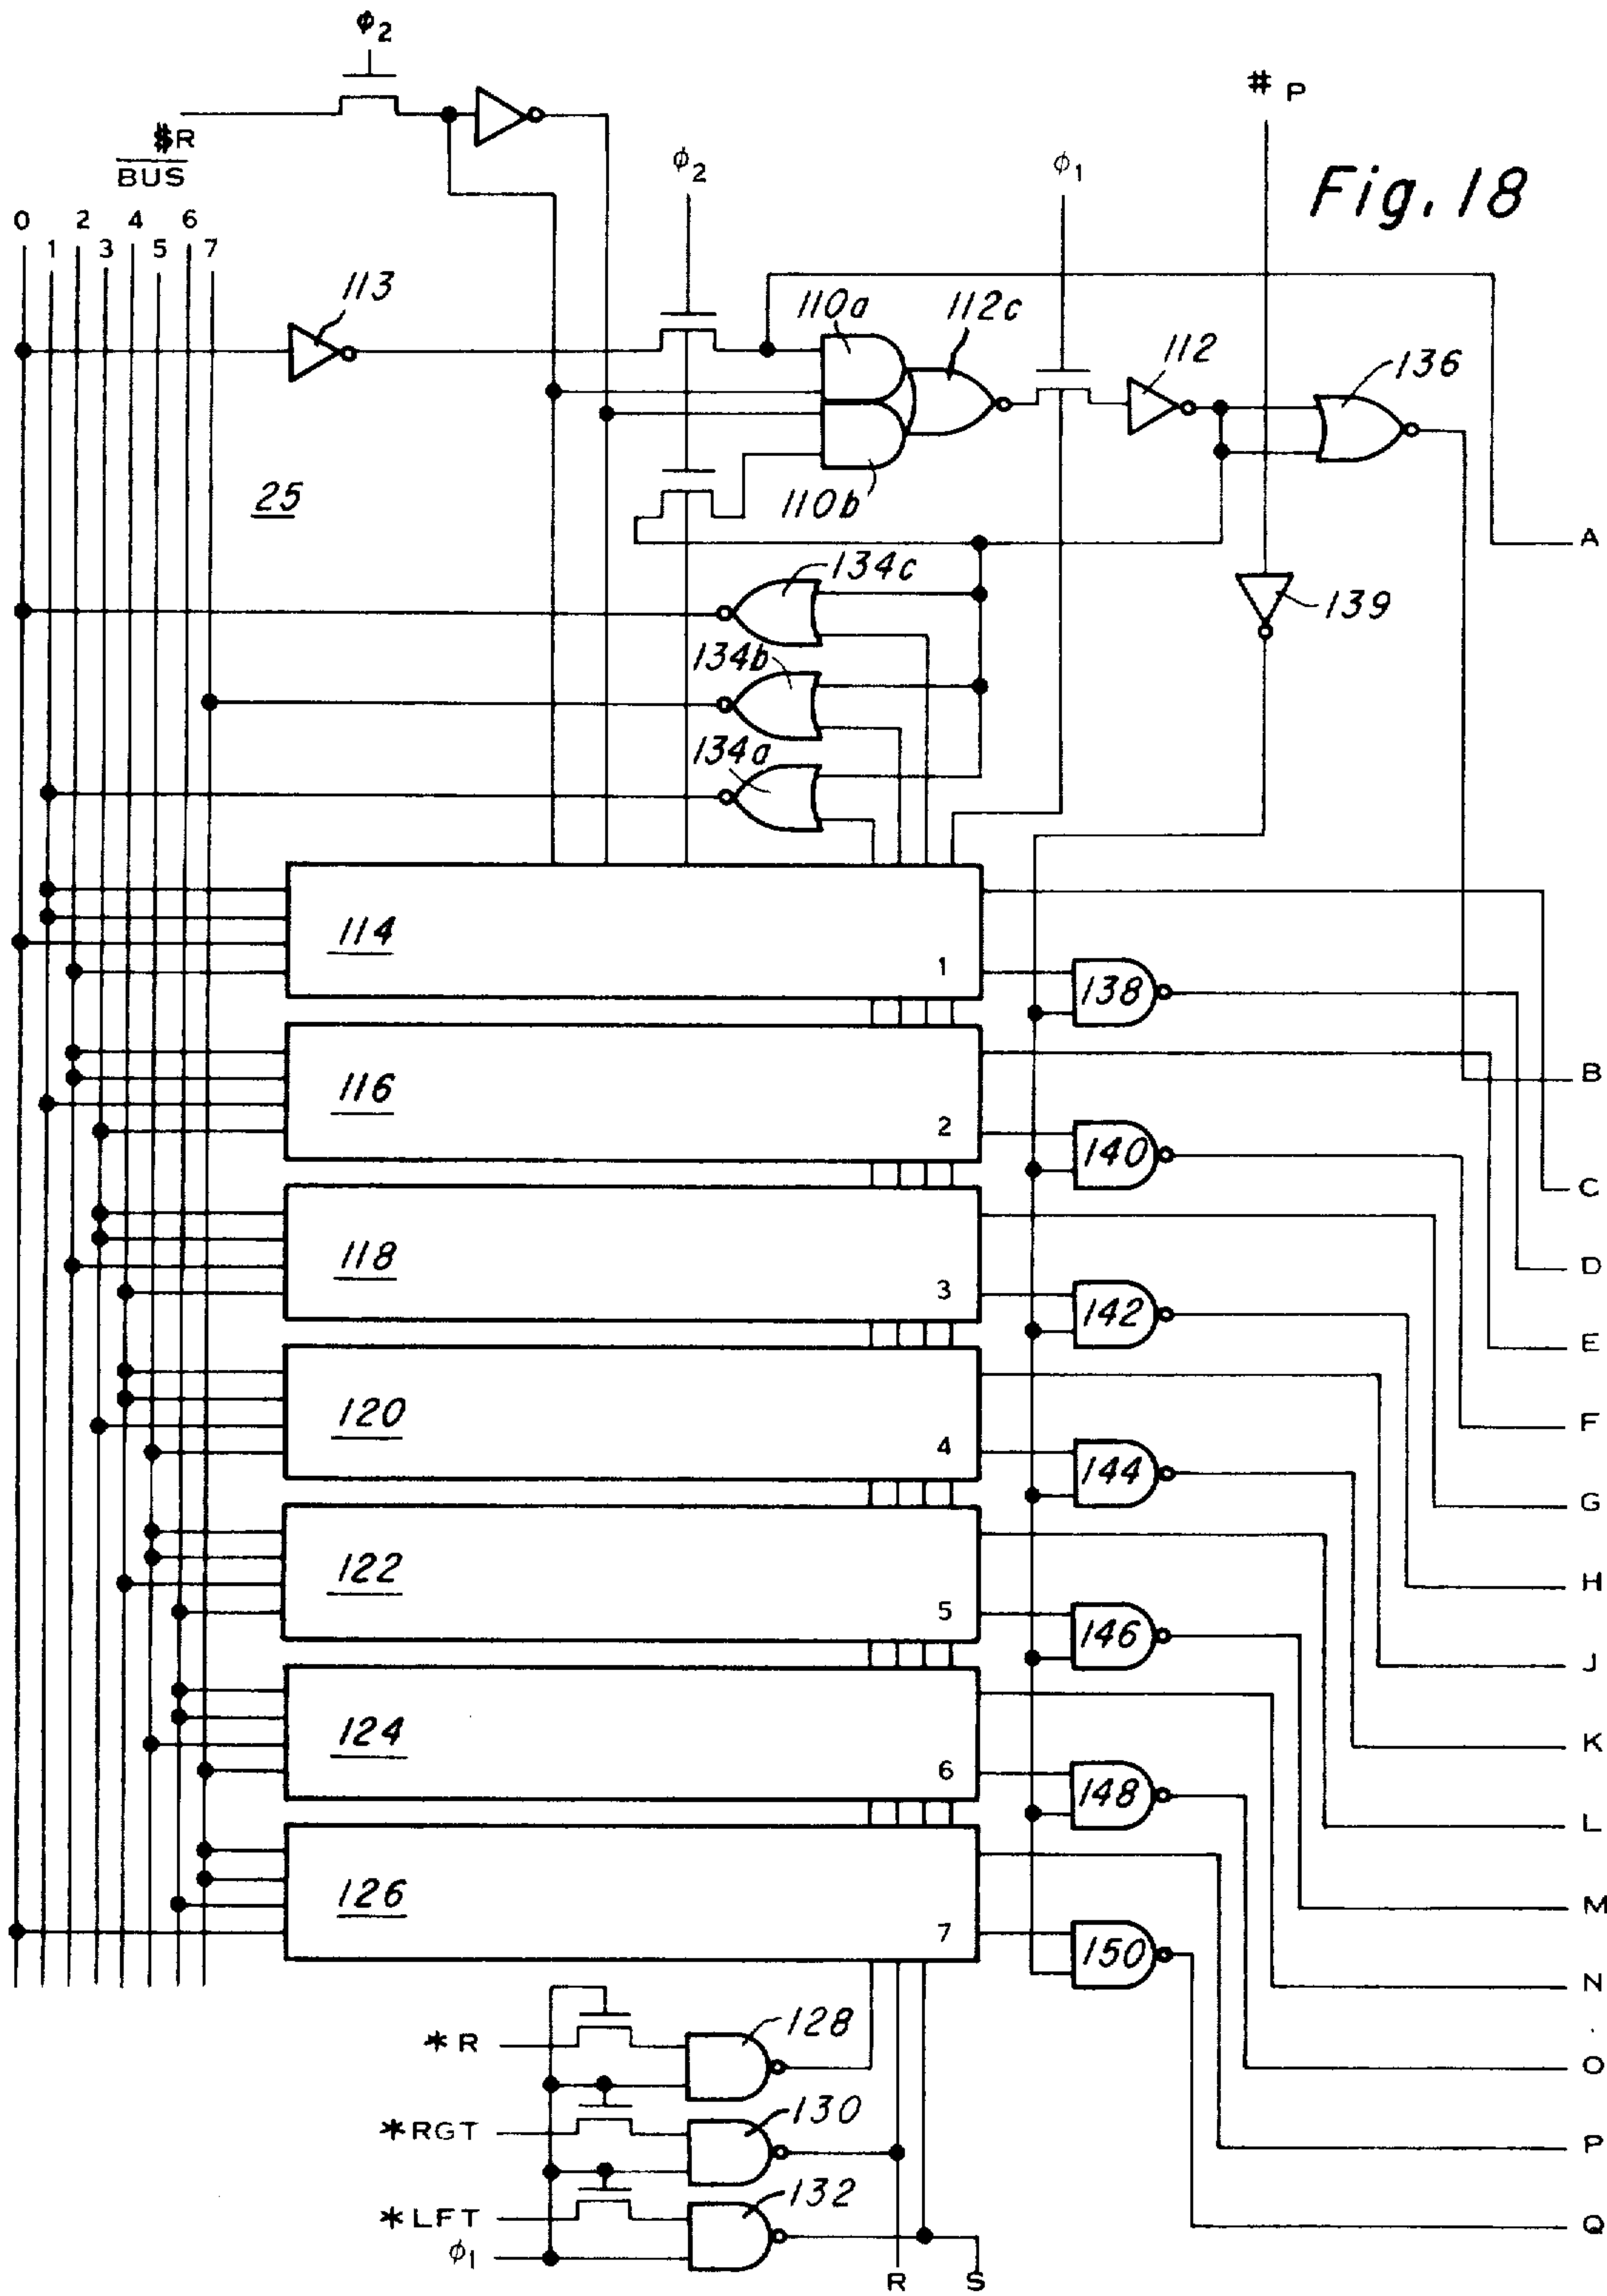 ϕ2
# P
$R
BUS
ϕ2
ϕ1
Fig. 18
0 1 2 3 4 5 6 7
113
110a
112c
112
136
25
110b
A
134c
139
134b
134a
114
1
138
116
2
140
B
C
118
3
142
D
E
120
4
144
F
G
122
5
146
H
J
124
6
148
K
L
126
7
150
M
N
*R
128
O
*RGT
130
P
*LFT
132
Q
ϕ1
R
S